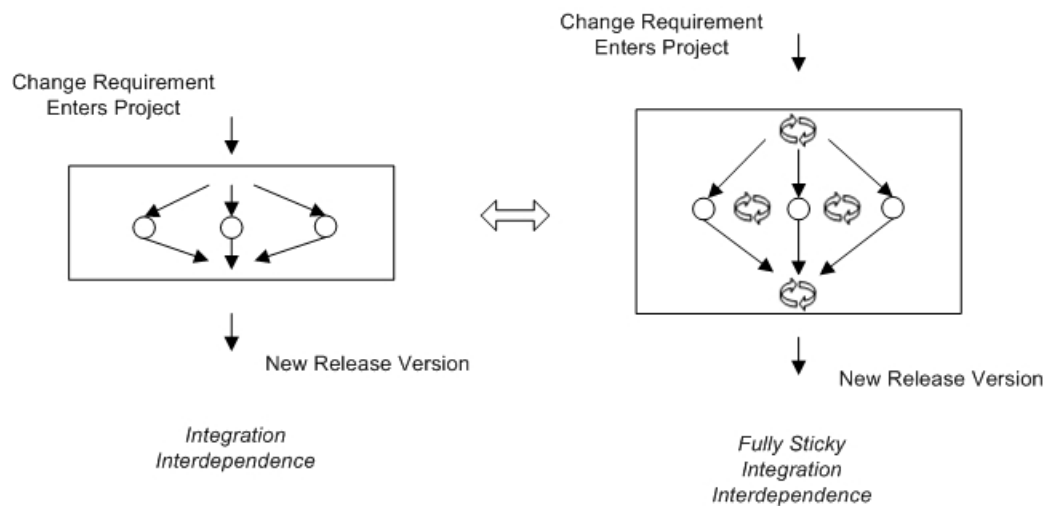 Change Requirement
Enters Project
New Release Version
Integration
Interdependence
Change Requirement
Enters Project
New Release Version
Fully Sticky
Integration
Interdependence